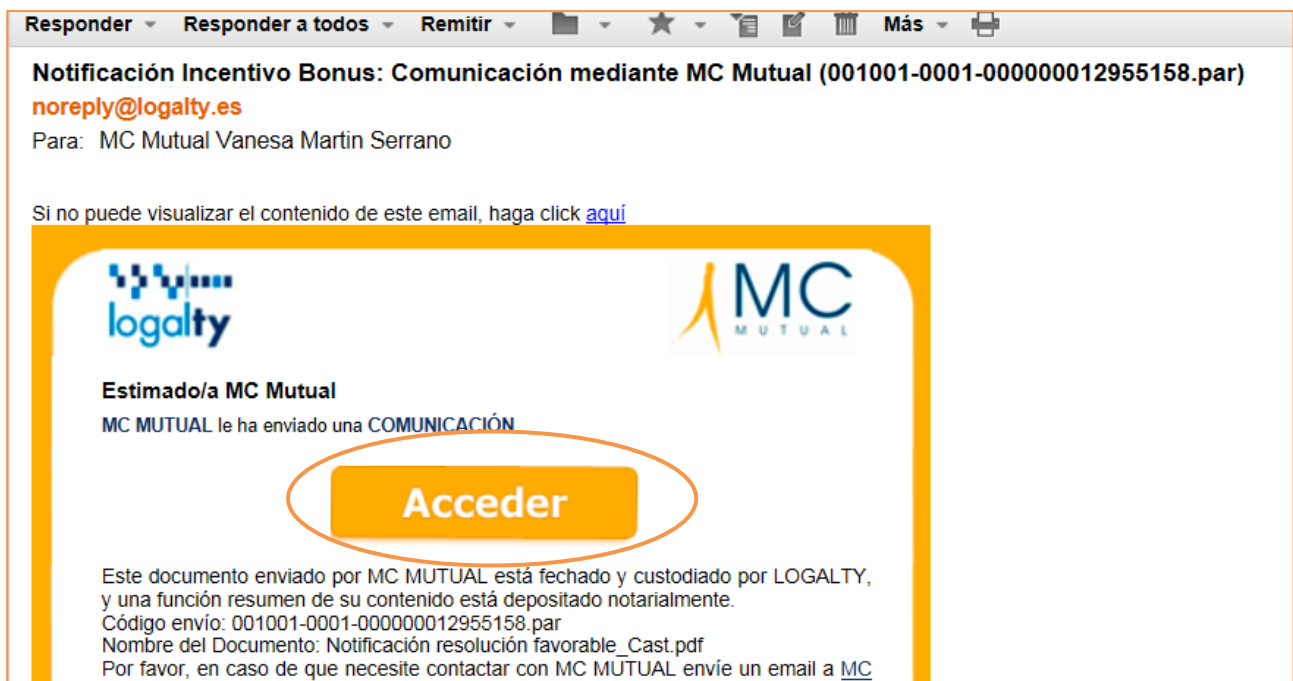 Responder Responder a todos Remitir Más
Notificación Incentivo Bonus: Comunicación mediante MC Mutual (001001-0001-000000012955158.par)
noreply@logalty.es
Para: MC Mutual Vanesa Martin Serrano
Si no puede visualizar el contenido de este email, haga click aquí
logalty
MC
MUTUAL
Estimado/a MC Mutual
MC MUTUAL le ha enviado una COMUNICACIÓN
Acceder
Este documento enviado por MC MUTUAL está fechado y custodiado por LOGALTY,
y una función resumen de su contenido está depositado notarialmente.
Código envío: 001001-0001-000000012955158.par
Nombre del Documento: Notificación resolución favorable_Cast.pdf
Por favor, en caso de que necesite contactar con MC MUTUAL envíe un email a MC